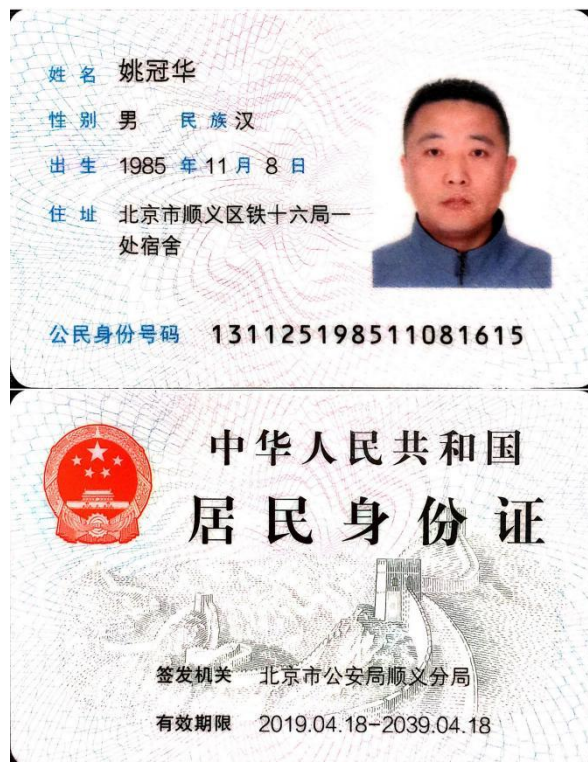 姓名 姚冠华
性别 男 民族 汉
出生 1985 年 11 月 8 日
住址 北京市顺义区铁十六局一
处宿舍
公民身份号码 131125198511081615
中华人民共和国
居民身份证
签发机关 北京市公安局顺义分局
有效期限 2019.04.18-2039.04.18